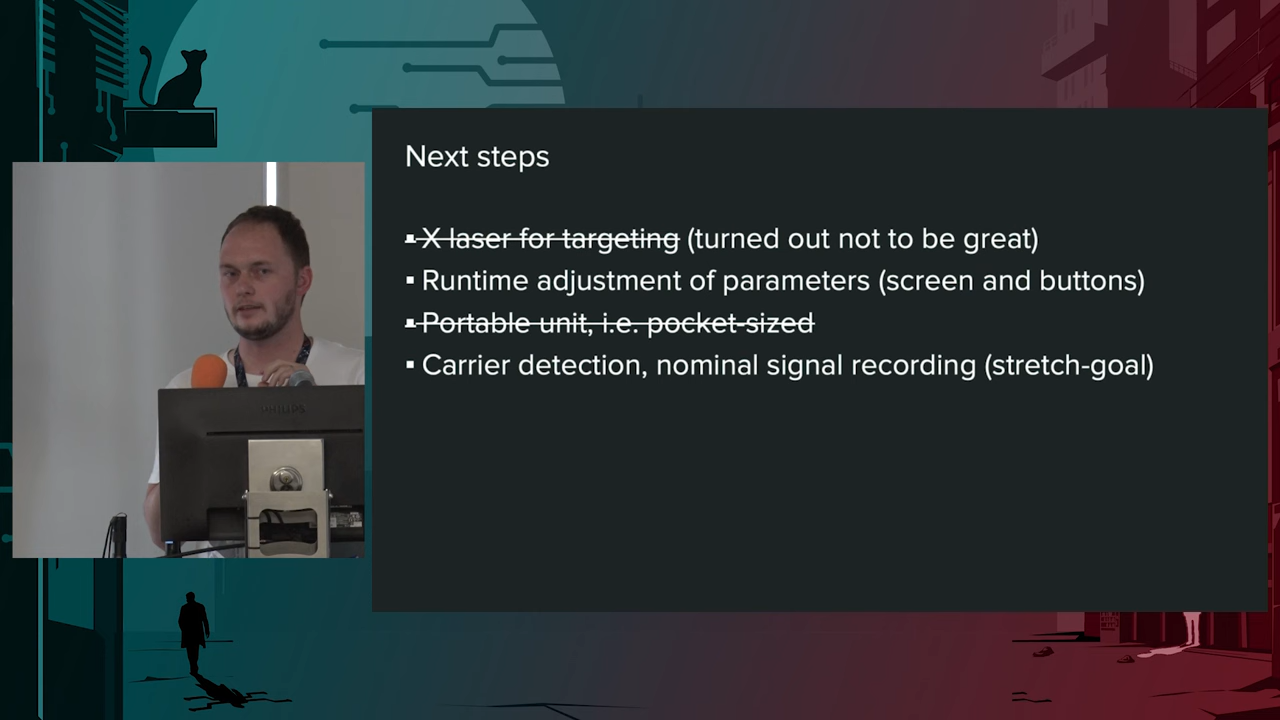 Next steps
▪ X laser for targeting (turned out not to be great)
▪ Runtime adjustment of parameters (screen and buttons)
▪ Portable unit, i.e. pocket-sized
▪ Carrier detection, nominal signal recording (stretch-goal)
PHILIPS